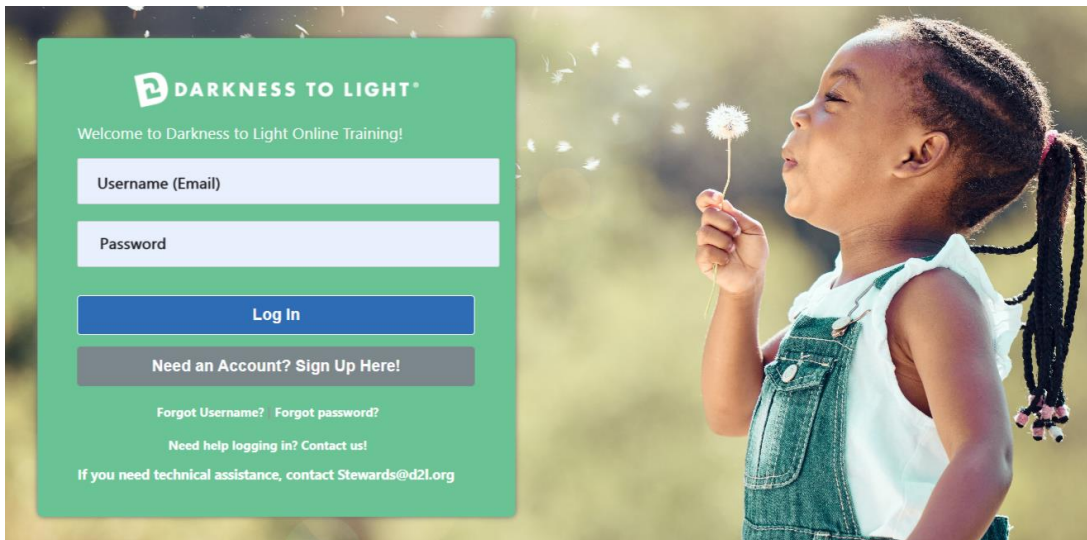 DARKNESS TO LIGHT®
Welcome to Darkness to Light Online Training!
Username (Email)
Password
Log In
Need an Account? Sign Up Here!
Forgot Username? | Forgot password?
Need help logging in? Contact us!
If you need technical assistance, contact Stewards@d2l.org